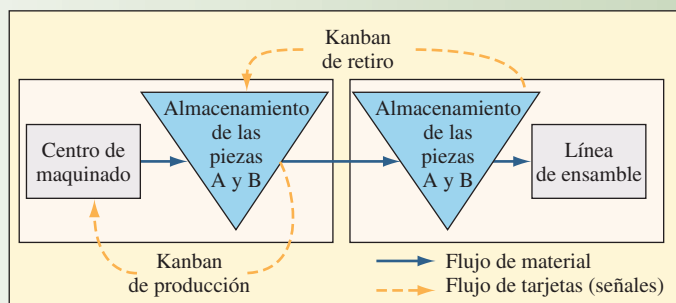 Kanban
de retiro
Almacenamiento
de las
piezas
A y B
Almacenamiento
de las
piezas
A y B
Centro de
maquinado
Línea
de ensamble
Kanban
de producción
Flujo de material
Flujo de tarjetas (señales)